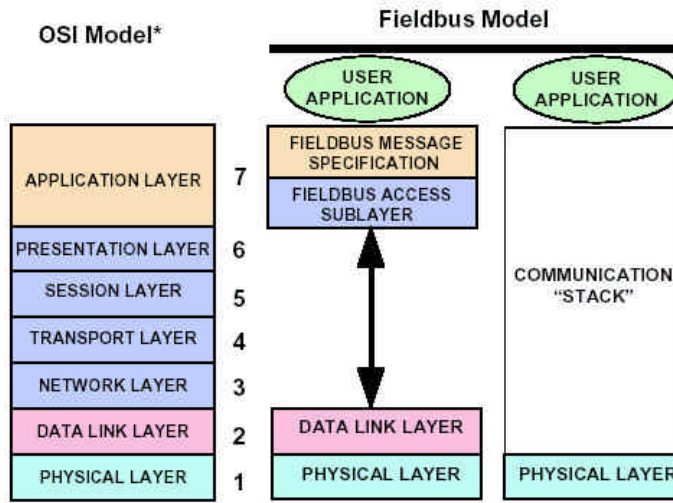 Fieldbus Model
OSI Model*
USER
APPLICATION
USER
APPLICATION
APPLICATION LAYER
7
FIELDBUS MESSAGE
SPECIFICATION
FIELDBUS ACCESS
SUBLAYER
PRESENTATION LAYER
6
SESSION LAYER
5
TRANSPORT LAYER
4
NETWORK LAYER
3
COMMUNICATION
“STACK”
DATA LINK LAYER
2
DATA LINK LAYER
PHYSICAL LAYER
1
PHYSICAL LAYER
PHYSICAL LAYER